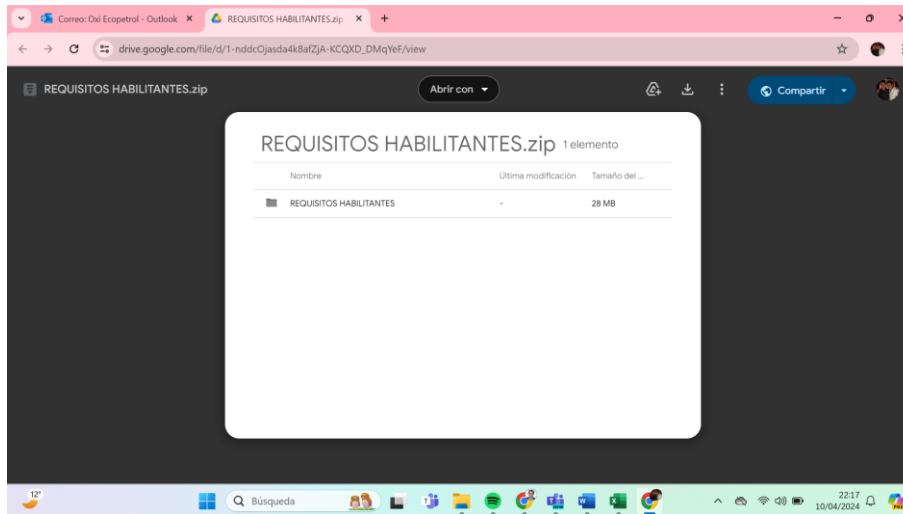 Correo: Oxi Ecopetrol - Outlook
REQUISITOS HABILITANTES.zip
drive.google.com/file/d/1-nddcOjasda4k8afZjA-KCQXD_DMqYeF/view
REQUISITOS HABILITANTES.zip
Abrir con
Compartir
REQUISITOS HABILITANTES.zip 1 elemento
Nombre Última modificación Tamaño del ...
REQUISITOS HABILITANTES - 28 MB
12°
Búsqueda
22:17
10/04/2024